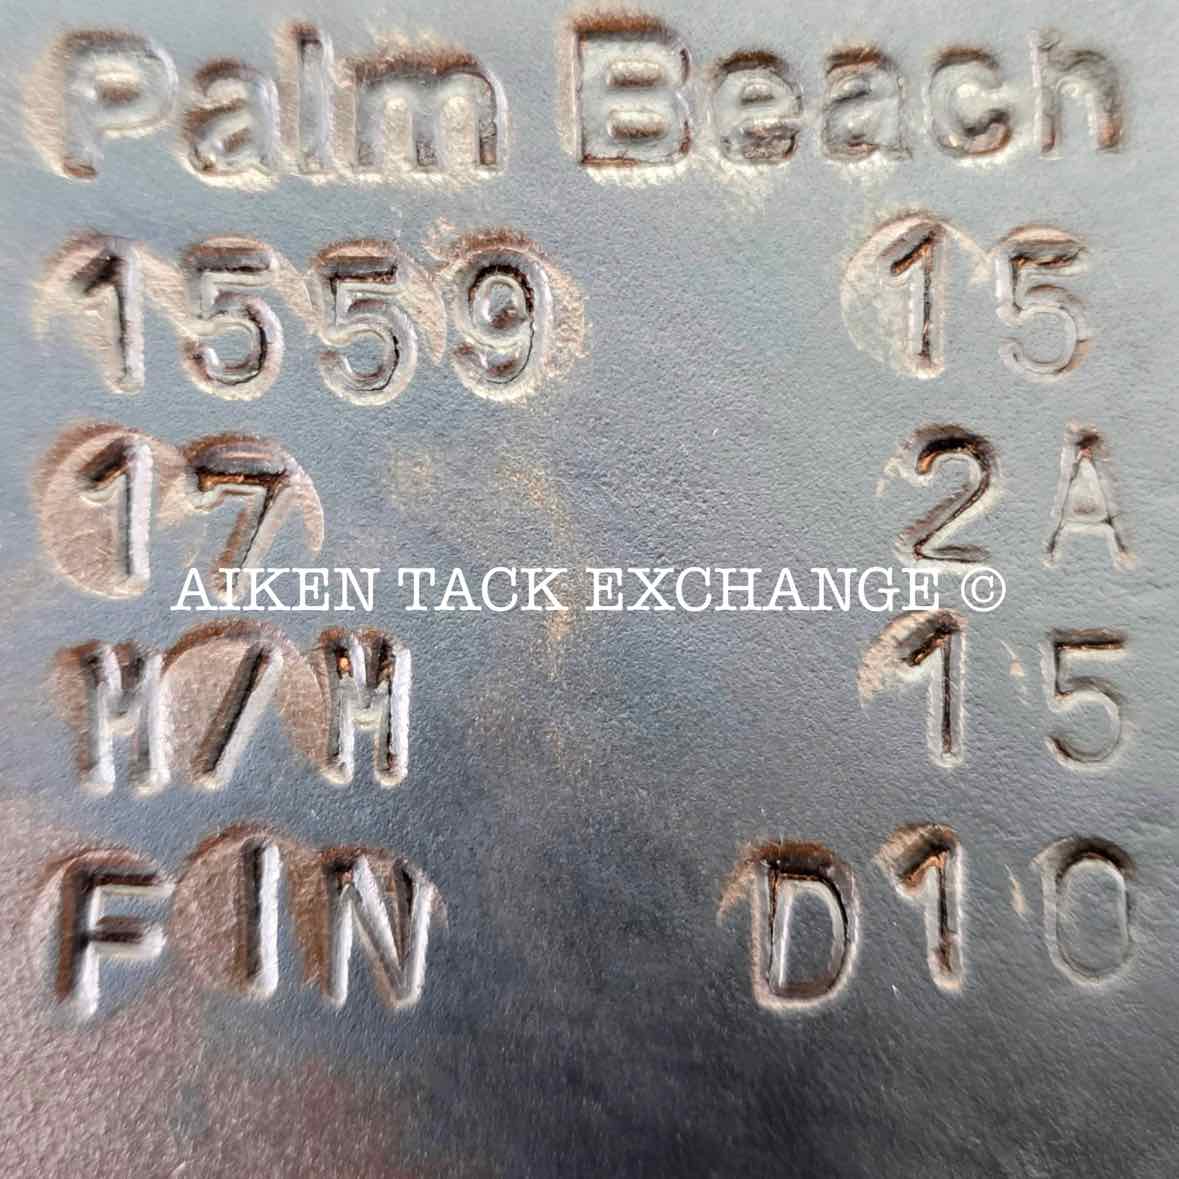 Palm Beach
1559 15
17 2A
AIKEN TACK EXCHANGE ©
M/M 15
FIN D10